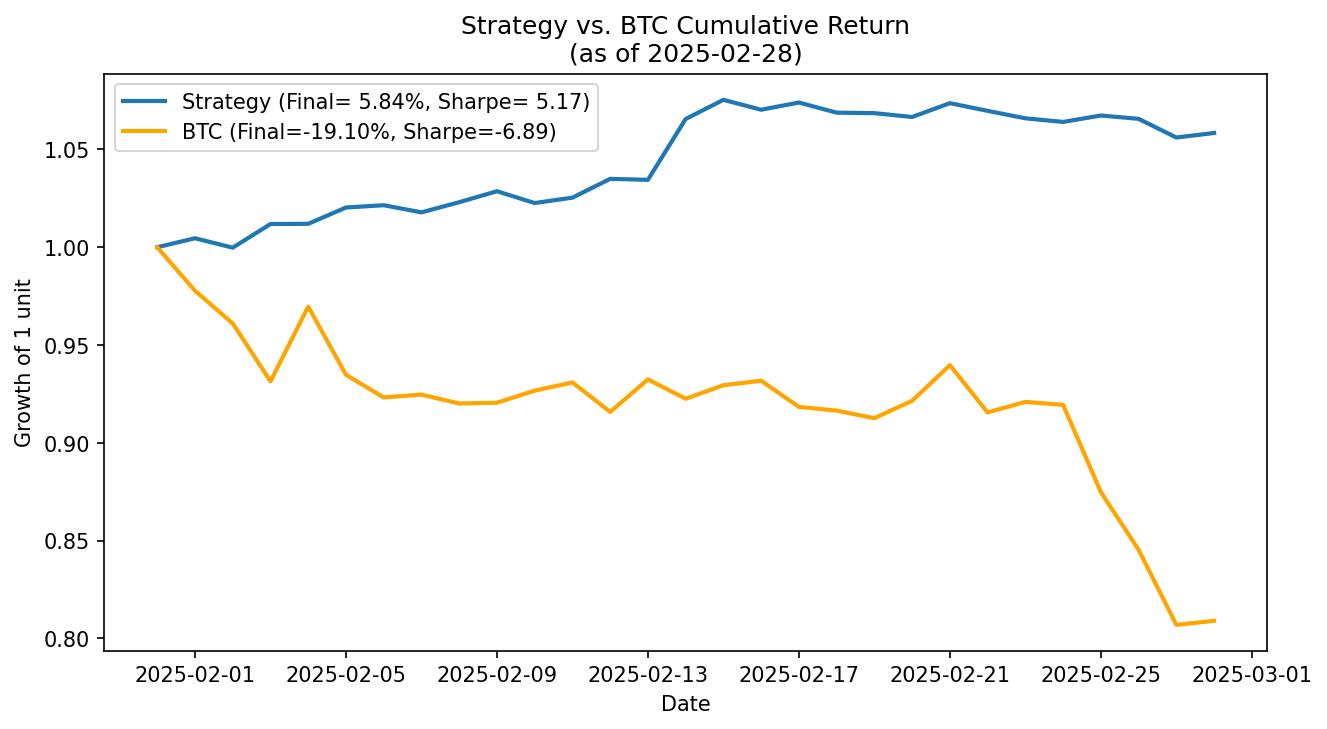 Strategy vs. BTC Cumulative Return
(as of 2025-02-28)
Strategy (Final= 5.84%, Sharpe= 5.17)
BTC (Final=-19.10%, Sharpe=-6.89)
Growth of 1 unit
1.05
1.00
0.95
0.90
0.85
0.80
2025-02-01 2025-02-05 2025-02-09 2025-02-13 2025-02-17 2025-02-21 2025-02-25 2025-03-01
Date